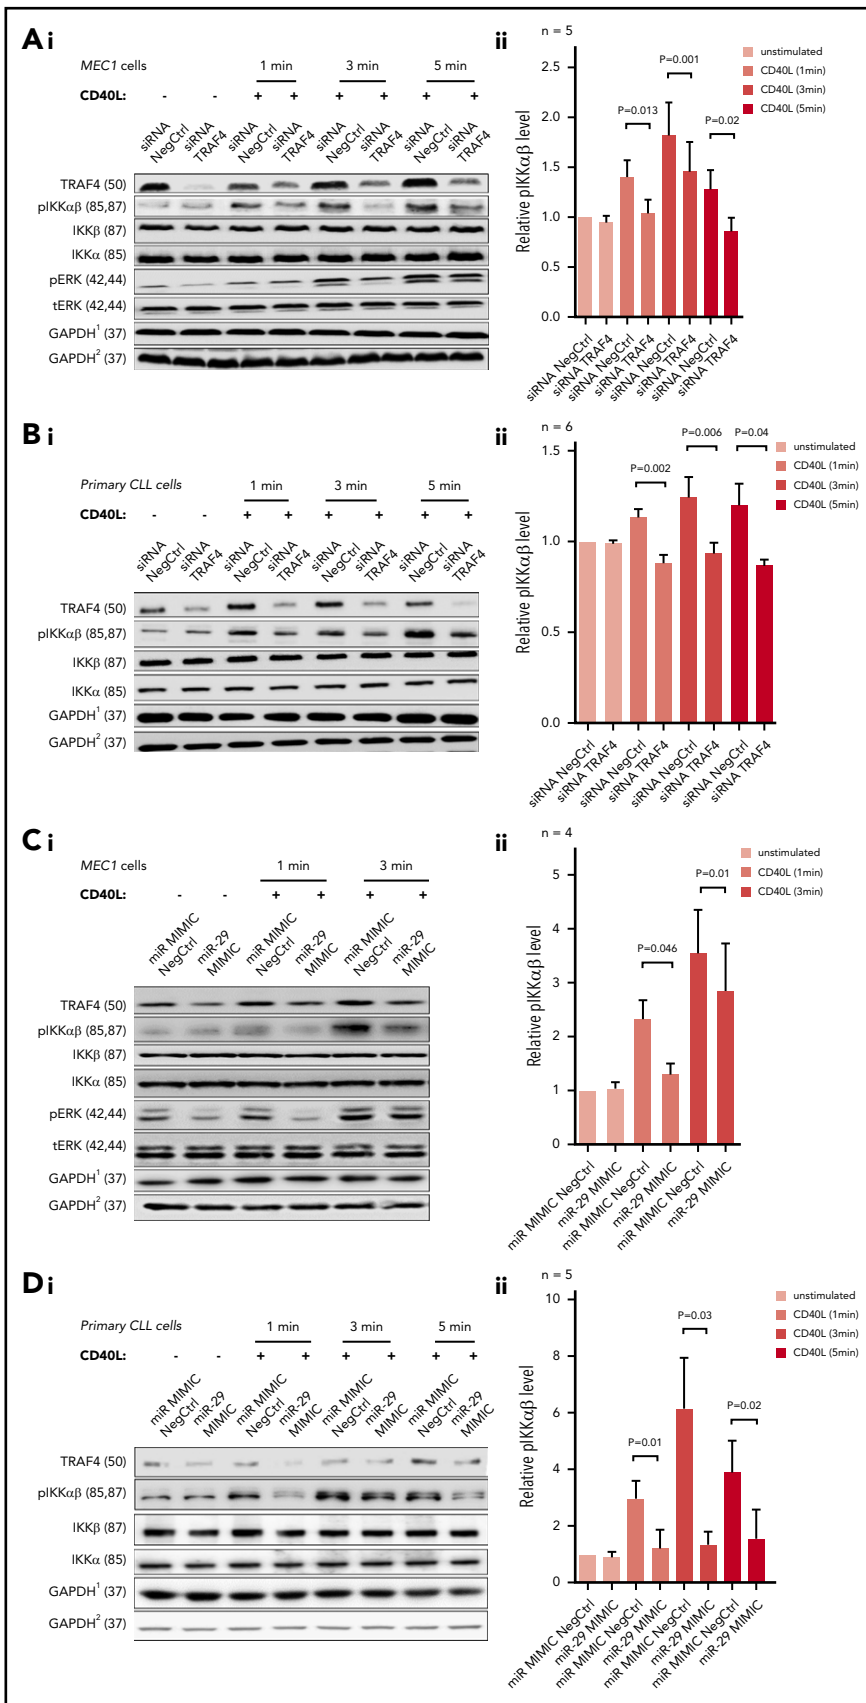 A i
MEC1 cells
1 min 3 min 5 min
CD40L: - - + + + + + +
siRNA NegCtrl siRNA TRAF4 siRNA NegCtrl siRNA TRAF4 siRNA NegCtrl siRNA TRAF4 siRNA NegCtrl siRNA TRAF4
TRAF4 (50)
pIKKαβ (85,87)
IKKβ (87)
IKKα (85)
pERK (42,44)
tERK (42,44)
GAPDH¹ (37)
GAPDH² (37)
ii
n = 5
unstimulated
CD40L (1min)
CD40L (3min)
CD40L (5min)
Relative pIKKαβ level
2.5
2.0
1.5
1.0
0.5
0.0
P=0.013
P=0.001
P=0.02
siRNA NegCtrl
siRNA TRAF4
siRNA NegCtrl
siRNA TRAF4
siRNA NegCtrl
siRNA TRAF4
siRNA NegCtrl
siRNA TRAF4
B i
Primary CLL cells
1 min 3 min 5 min
CD40L: - - + + + + + +
siRNA NegCtrl siRNA TRAF4 siRNA NegCtrl siRNA TRAF4 siRNA NegCtrl siRNA TRAF4 siRNA NegCtrl siRNA TRAF4
TRAF4 (50)
pIKKαβ (85,87)
IKKβ (87)
IKKα (85)
GAPDH¹ (37)
GAPDH² (37)
ii
n = 6
unstimulated
CD40L (1min)
CD40L (3min)
CD40L (5min)
Relative pIKKαβ level
1.5
1.0
0.5
0.0
P=0.002
P=0.006
P=0.04
siRNA NegCtrl
siRNA TRAF4
siRNA NegCtrl
siRNA TRAF4
siRNA NegCtrl
siRNA TRAF4
siRNA NegCtrl
siRNA TRAF4
C i
MEC1 cells
1 min 3 min
CD40L: - - + + + +
miR MIMIC NegCtrl miR-29 MIMIC miR MIMIC NegCtrl miR-29 MIMIC miR MIMIC NegCtrl miR-29 MIMIC
TRAF4 (50)
pIKKαβ (85,87)
IKKβ (87)
IKKα (85)
pERK (42,44)
tERK (42,44)
GAPDH¹ (37)
GAPDH² (37)
ii
n = 4
unstimulated
CD40L (1min)
CD40L (3min)
Relative pIKKαβ level
5
4
3
2
1
0
P=0.046
P=0.01
miR MIMIC NegCtrl
miR-29 MIMIC
miR MIMIC NegCtrl
miR-29 MIMIC
miR MIMIC NegCtrl
miR-29 MIMIC
D i
Primary CLL cells
1 min 3 min 5 min
CD40L: - - + + + + + +
miR MIMIC NegCtrl miR-29 MIMIC miR MIMIC NegCtrl miR-29 MIMIC miR MIMIC NegCtrl miR-29 MIMIC miR MIMIC NegCtrl miR-29 MIMIC
TRAF4 (50)
pIKKαβ (85,87)
IKKβ (87)
IKKα (85)
GAPDH¹ (37)
GAPDH² (37)
ii
n = 5
unstimulated
CD40L (1min)
CD40L (3min)
CD40L (5min)
Relative pIKKαβ level
10
8
6
4
2
0
P=0.01
P=0.03
P=0.02
miR MIMIC NegCtrl
miR-29 MIMIC
miR MIMIC NegCtrl
miR-29 MIMIC
miR MIMIC NegCtrl
miR-29 MIMIC
miR MIMIC NegCtrl
miR-29 MIMIC